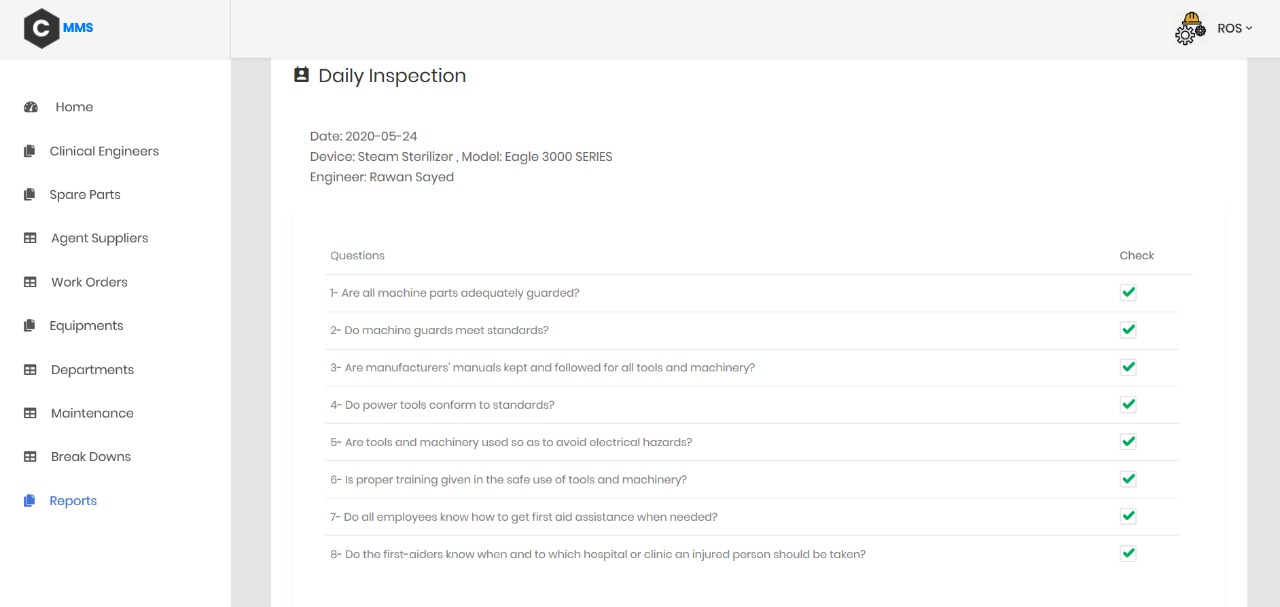 C MMS
ROS
Home
Clinical Engineers
Spare Parts
Agent Suppliers
Work Orders
Equipments
Departments
Maintenance
Break Downs
Reports
Daily Inspection
Date: 2020-05-24
Device: Steam Sterilizer , Model: Eagle 3000 SERIES
Engineer: Rawan Sayed
Questions Check
1- Are all machine parts adequately guarded?
2- Do machine guards meet standards?
3- Are manufacturers' manuals kept and followed for all tools and machinery?
4- Do power tools conform to standards?
5- Are tools and machinery used so as to avoid electrical hazards?
6- Is proper training given in the safe use of tools and machinery?
7- Do all employees know how to get first aid assistance when needed?
8- Do the first-aiders know when and to which hospital or clinic an injured person should be taken?